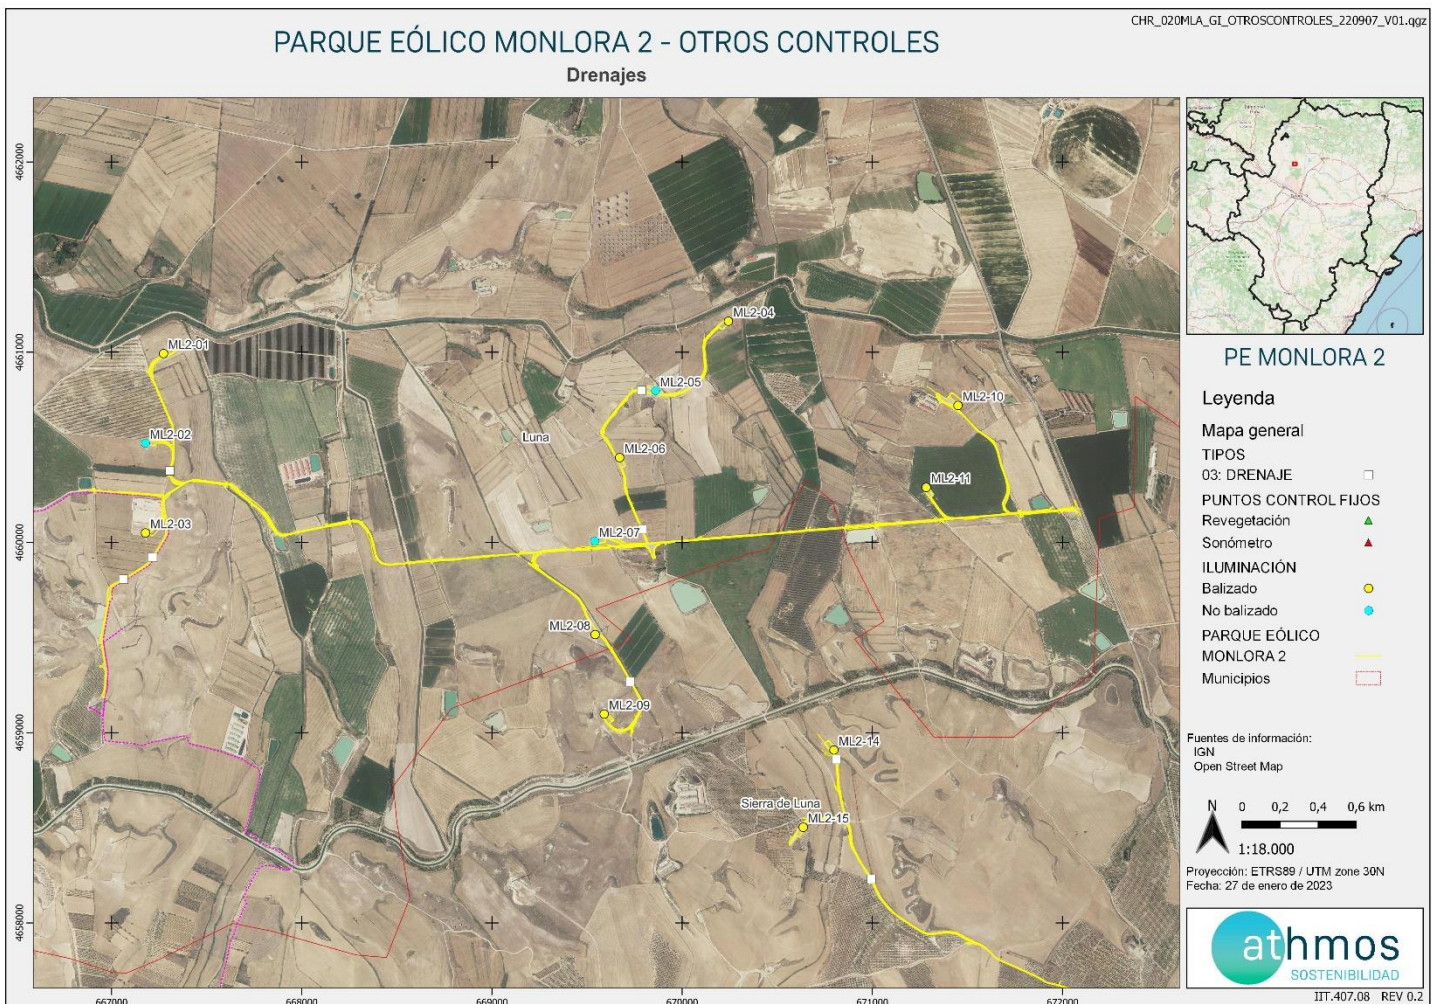 CHR_020MLA_GI_OTROSCONTROLES_220907_V01.qgz
PARQUE EÓLICO MONLORA 2 - OTROS CONTROLES
Drenajes
4662000
4661000
4660000
4659000
4658000
ML2-04
ML2-01
ML2-05
ML2-10
ML2-02
Luna
ML2-06
ML2-11
ML2-03
ML2-07
ML2-08
ML2-09
ML2-14
Sierra de Luna
ML2-15
667000
668000
669000
670000
671000
672000
PE MONLORA 2
Leyenda
Mapa general
TIPOS
03: DRENAJE
PUNTOS CONTROL FIJOS
Revegetación
Sonómetro
ILUMINACIÓN
Balizado
No balizado
PARQUE EÓLICO
MONLORA 2
Municipios
Fuentes de información:
IGN
Open Street Map
N
0 0,2 0,4 0,6 km
1:18.000
Proyección: ETRS89 / UTM zone 30N
Fecha: 27 de enero de 2023
athmos
SOSTENIBILIDAD
IIT.407.08 REV 0.2